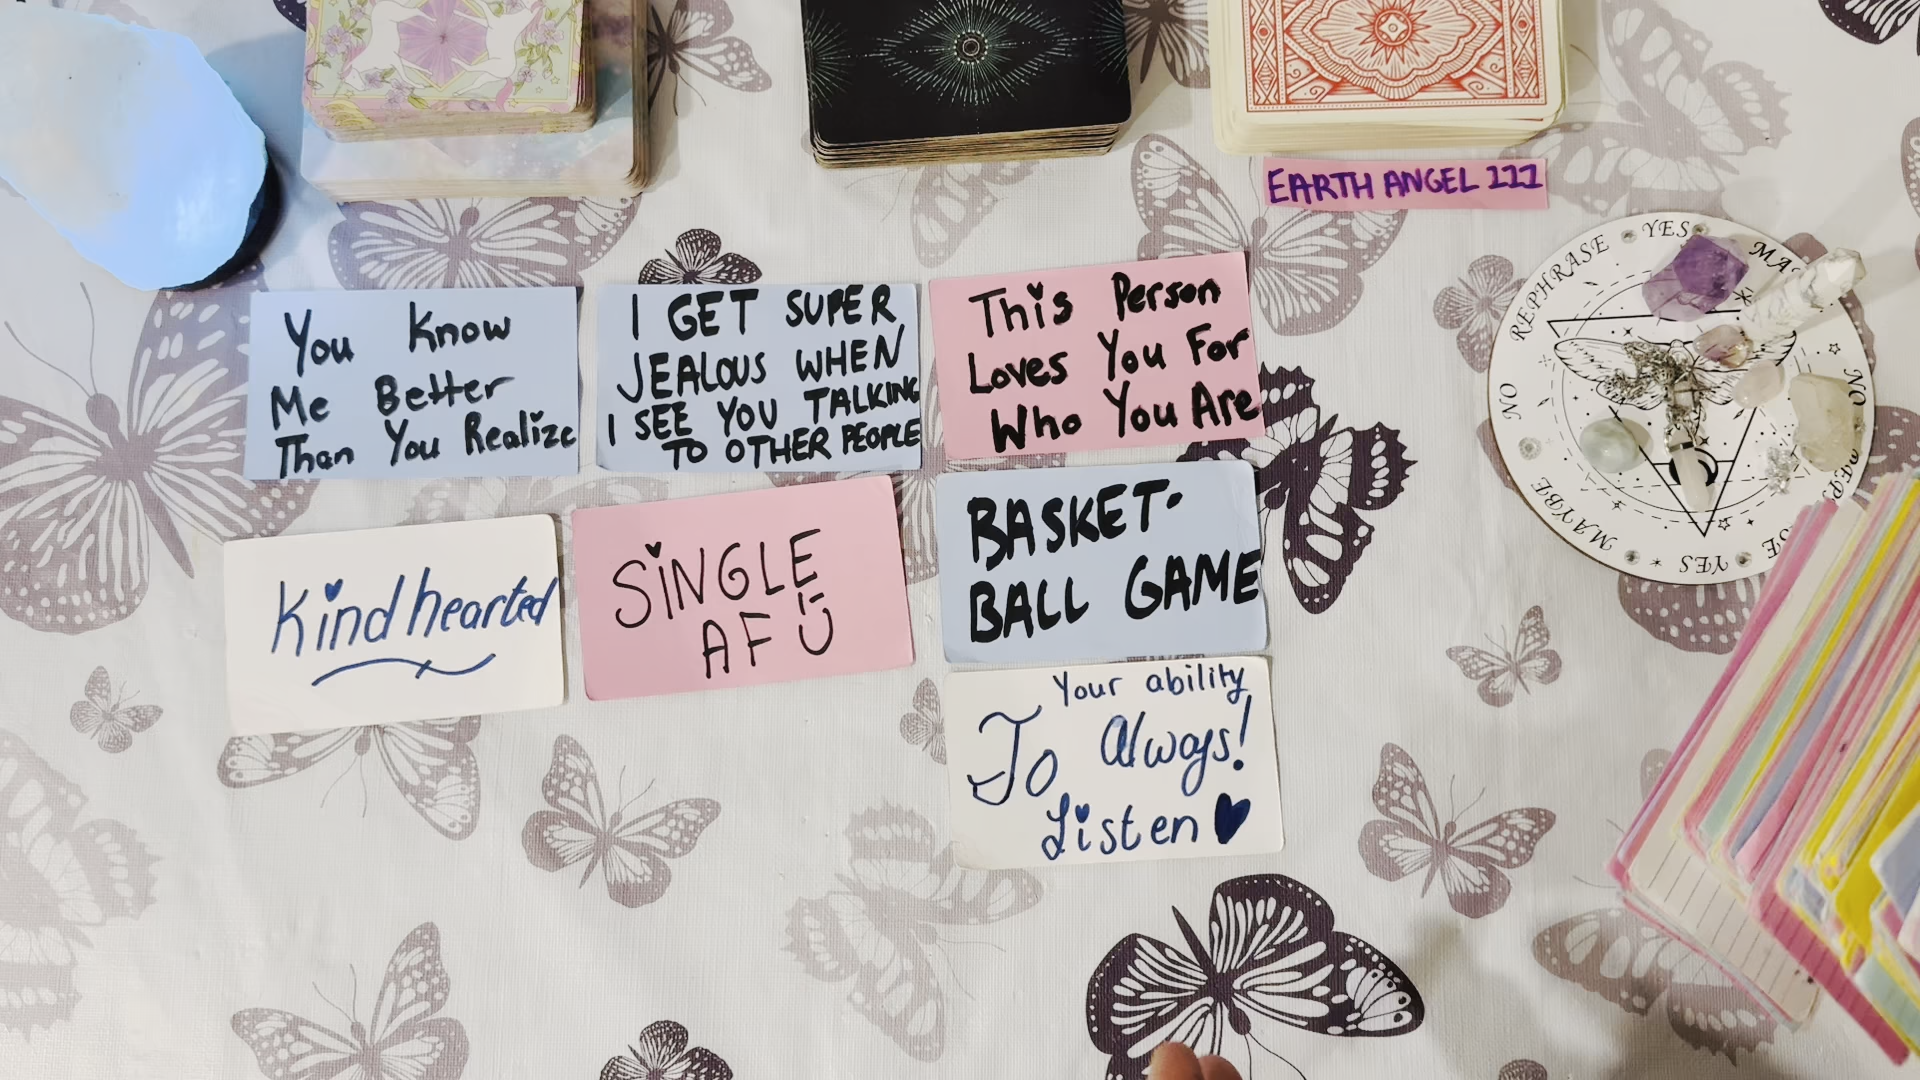 EARTH ANGEL 111
You Know
Me Better
Than You Realize
I GET SUPER
JEALOUS WHEN
I SEE YOU TALKING
TO OTHER PEOPLE
This Person
Loves You For
Who You Are
Kindhearted
SiNGLE
AF Ü
BASKET-
BALL GAME
Your ability
To Always!
Listen ♥
REPHRASE
YES
NO
MAYBE
YES
NO